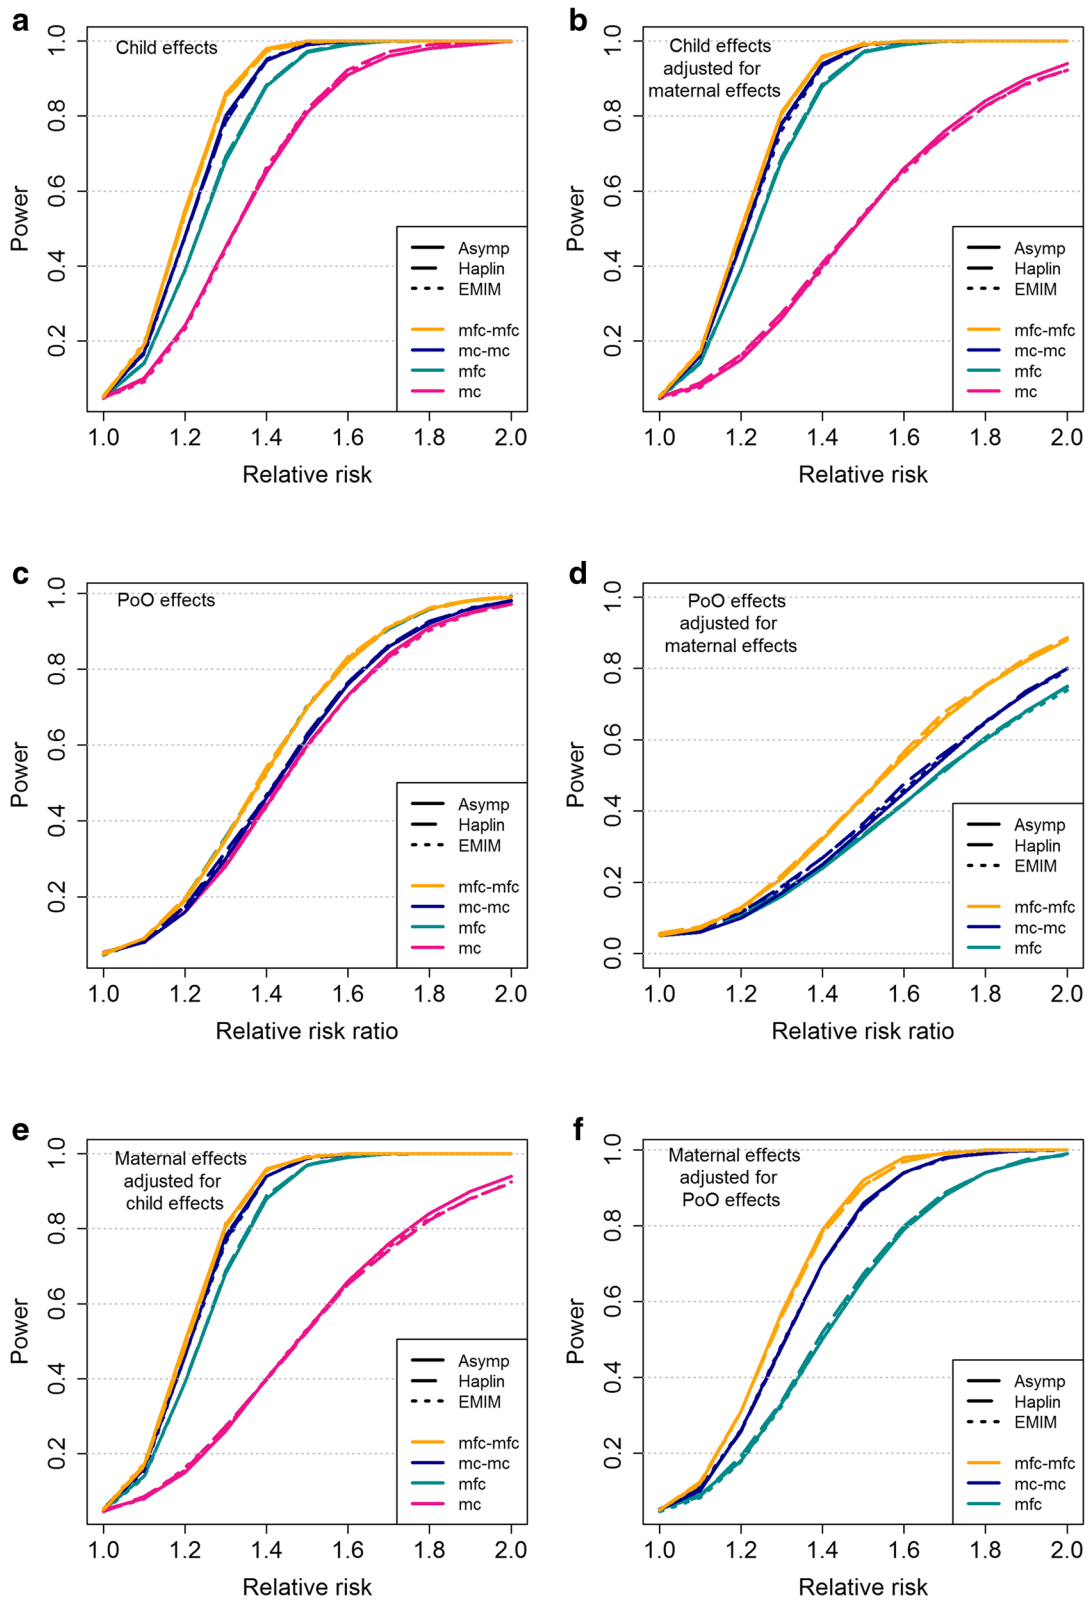 a
Child effects
1.0
0.8
0.6
0.4
0.2
Power
Asymp
Haplin
EMIM
mfc-mfc
mc-mc
mfc
mc
1.0 1.2 1.4 1.6 1.8 2.0
Relative risk
b
Child effects
adjusted for
maternal effects
1.0
0.8
0.6
0.4
0.2
Power
Asymp
Haplin
EMIM
mfc-mfc
mc-mc
mfc
mc
1.0 1.2 1.4 1.6 1.8 2.0
Relative risk
c
PoO effects
1.0
0.8
0.6
0.4
0.2
Power
Asymp
Haplin
EMIM
mfc-mfc
mc-mc
mfc
mc
1.0 1.2 1.4 1.6 1.8 2.0
Relative risk ratio
d
PoO effects
adjusted for
maternal effects
1.0
0.8
0.6
0.4
0.2
0.0
Power
Asymp
Haplin
EMIM
mfc-mfc
mc-mc
mfc
1.0 1.2 1.4 1.6 1.8 2.0
Relative risk ratio
e
Maternal effects
adjusted for
child effects
1.0
0.8
0.6
0.4
0.2
Power
Asymp
Haplin
EMIM
mfc-mfc
mc-mc
mfc
mc
1.0 1.2 1.4 1.6 1.8 2.0
Relative risk
f
Maternal effects
adjusted for
PoO effects
1.0
0.8
0.6
0.4
0.2
Power
Asymp
Haplin
EMIM
mfc-mfc
mc-mc
mfc
1.0 1.2 1.4 1.6 1.8 2.0
Relative risk